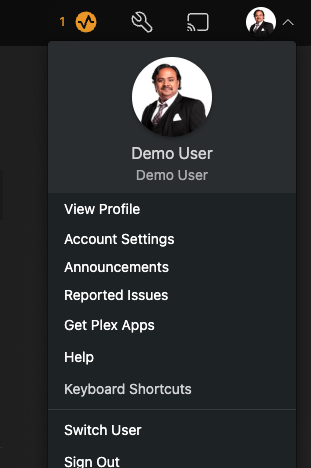 1
Demo User
Demo User
View Profile
Account Settings
Announcements
Reported Issues
Get Plex Apps
Help
Keyboard Shortcuts
Switch User
Sign Out